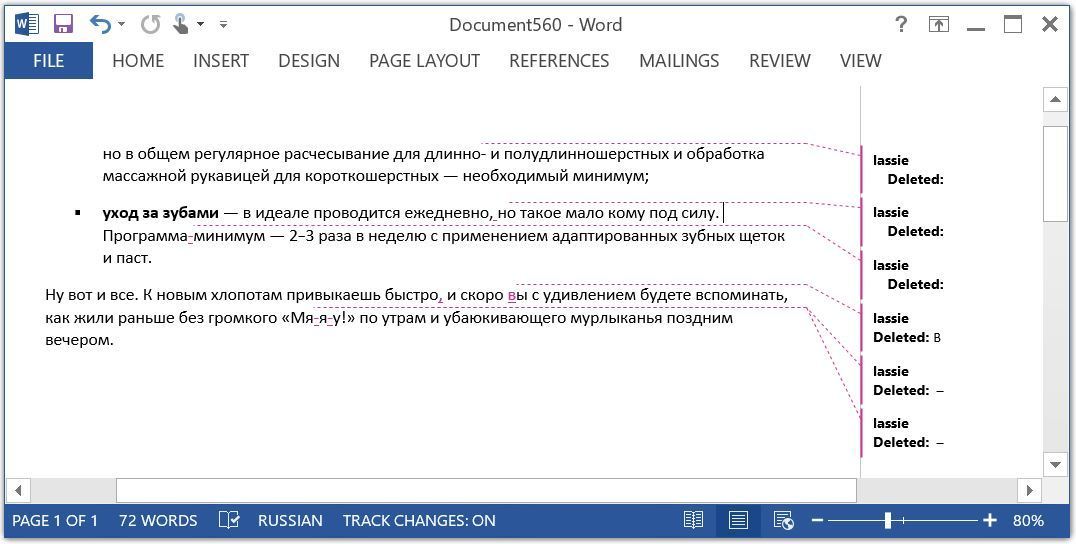 Document560 - Word
?
FILE HOME INSERT DESIGN PAGE LAYOUT REFERENCES MAILINGS REVIEW VIEW
но в общем регулярное расчесывание для длинно- и полудлинношерстных и обработка
массажной рукавицей для короткошерстных — необходимый минимум;
▪ уход за зубами — в идеале проводится ежедневно, но такое мало кому под силу.
Программа-минимум — 2–3 раза в неделю с применением адаптированных зубных щеток
и паст.
Ну вот и все. К новым хлопотам привыкаешь быстро, и скоро вы с удивлением будете вспоминать,
как жили раньше без громкого «Мя-я-у!» по утрам и убаюкивающего мурлыканья поздним
вечером.
lassie
Deleted:
lassie
Deleted:
lassie
Deleted:
lassie
Deleted: В
lassie
Deleted: –
lassie
Deleted: –
PAGE 1 OF 1 72 WORDS RUSSIAN TRACK CHANGES: ON 80%